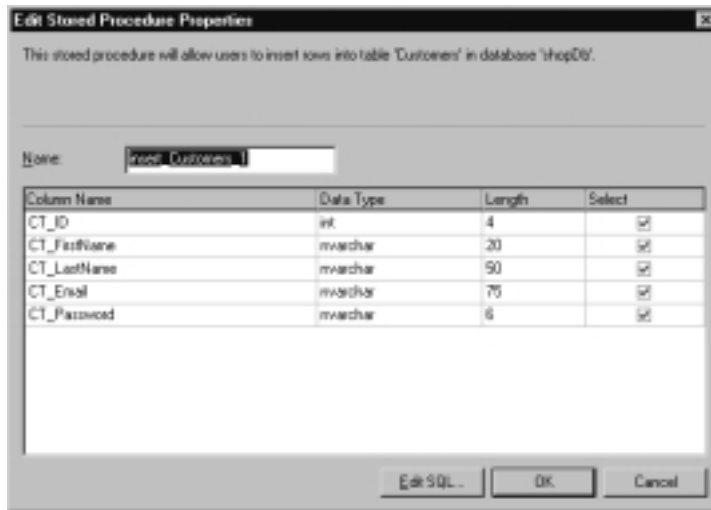 Edit Stored Procedure Properties
This stored procedure will allow users to insert rows into table 'Customers' in database 'shopDb'.
Name: insert_Customers_1
Column Name Data Type Length Select
CT_ID int 4
CT_FirstName nvarchar 20
CT_LastName nvarchar 50
CT_Email nvarchar 75
CT_Password nvarchar 6
Edit SQL... OK Cancel